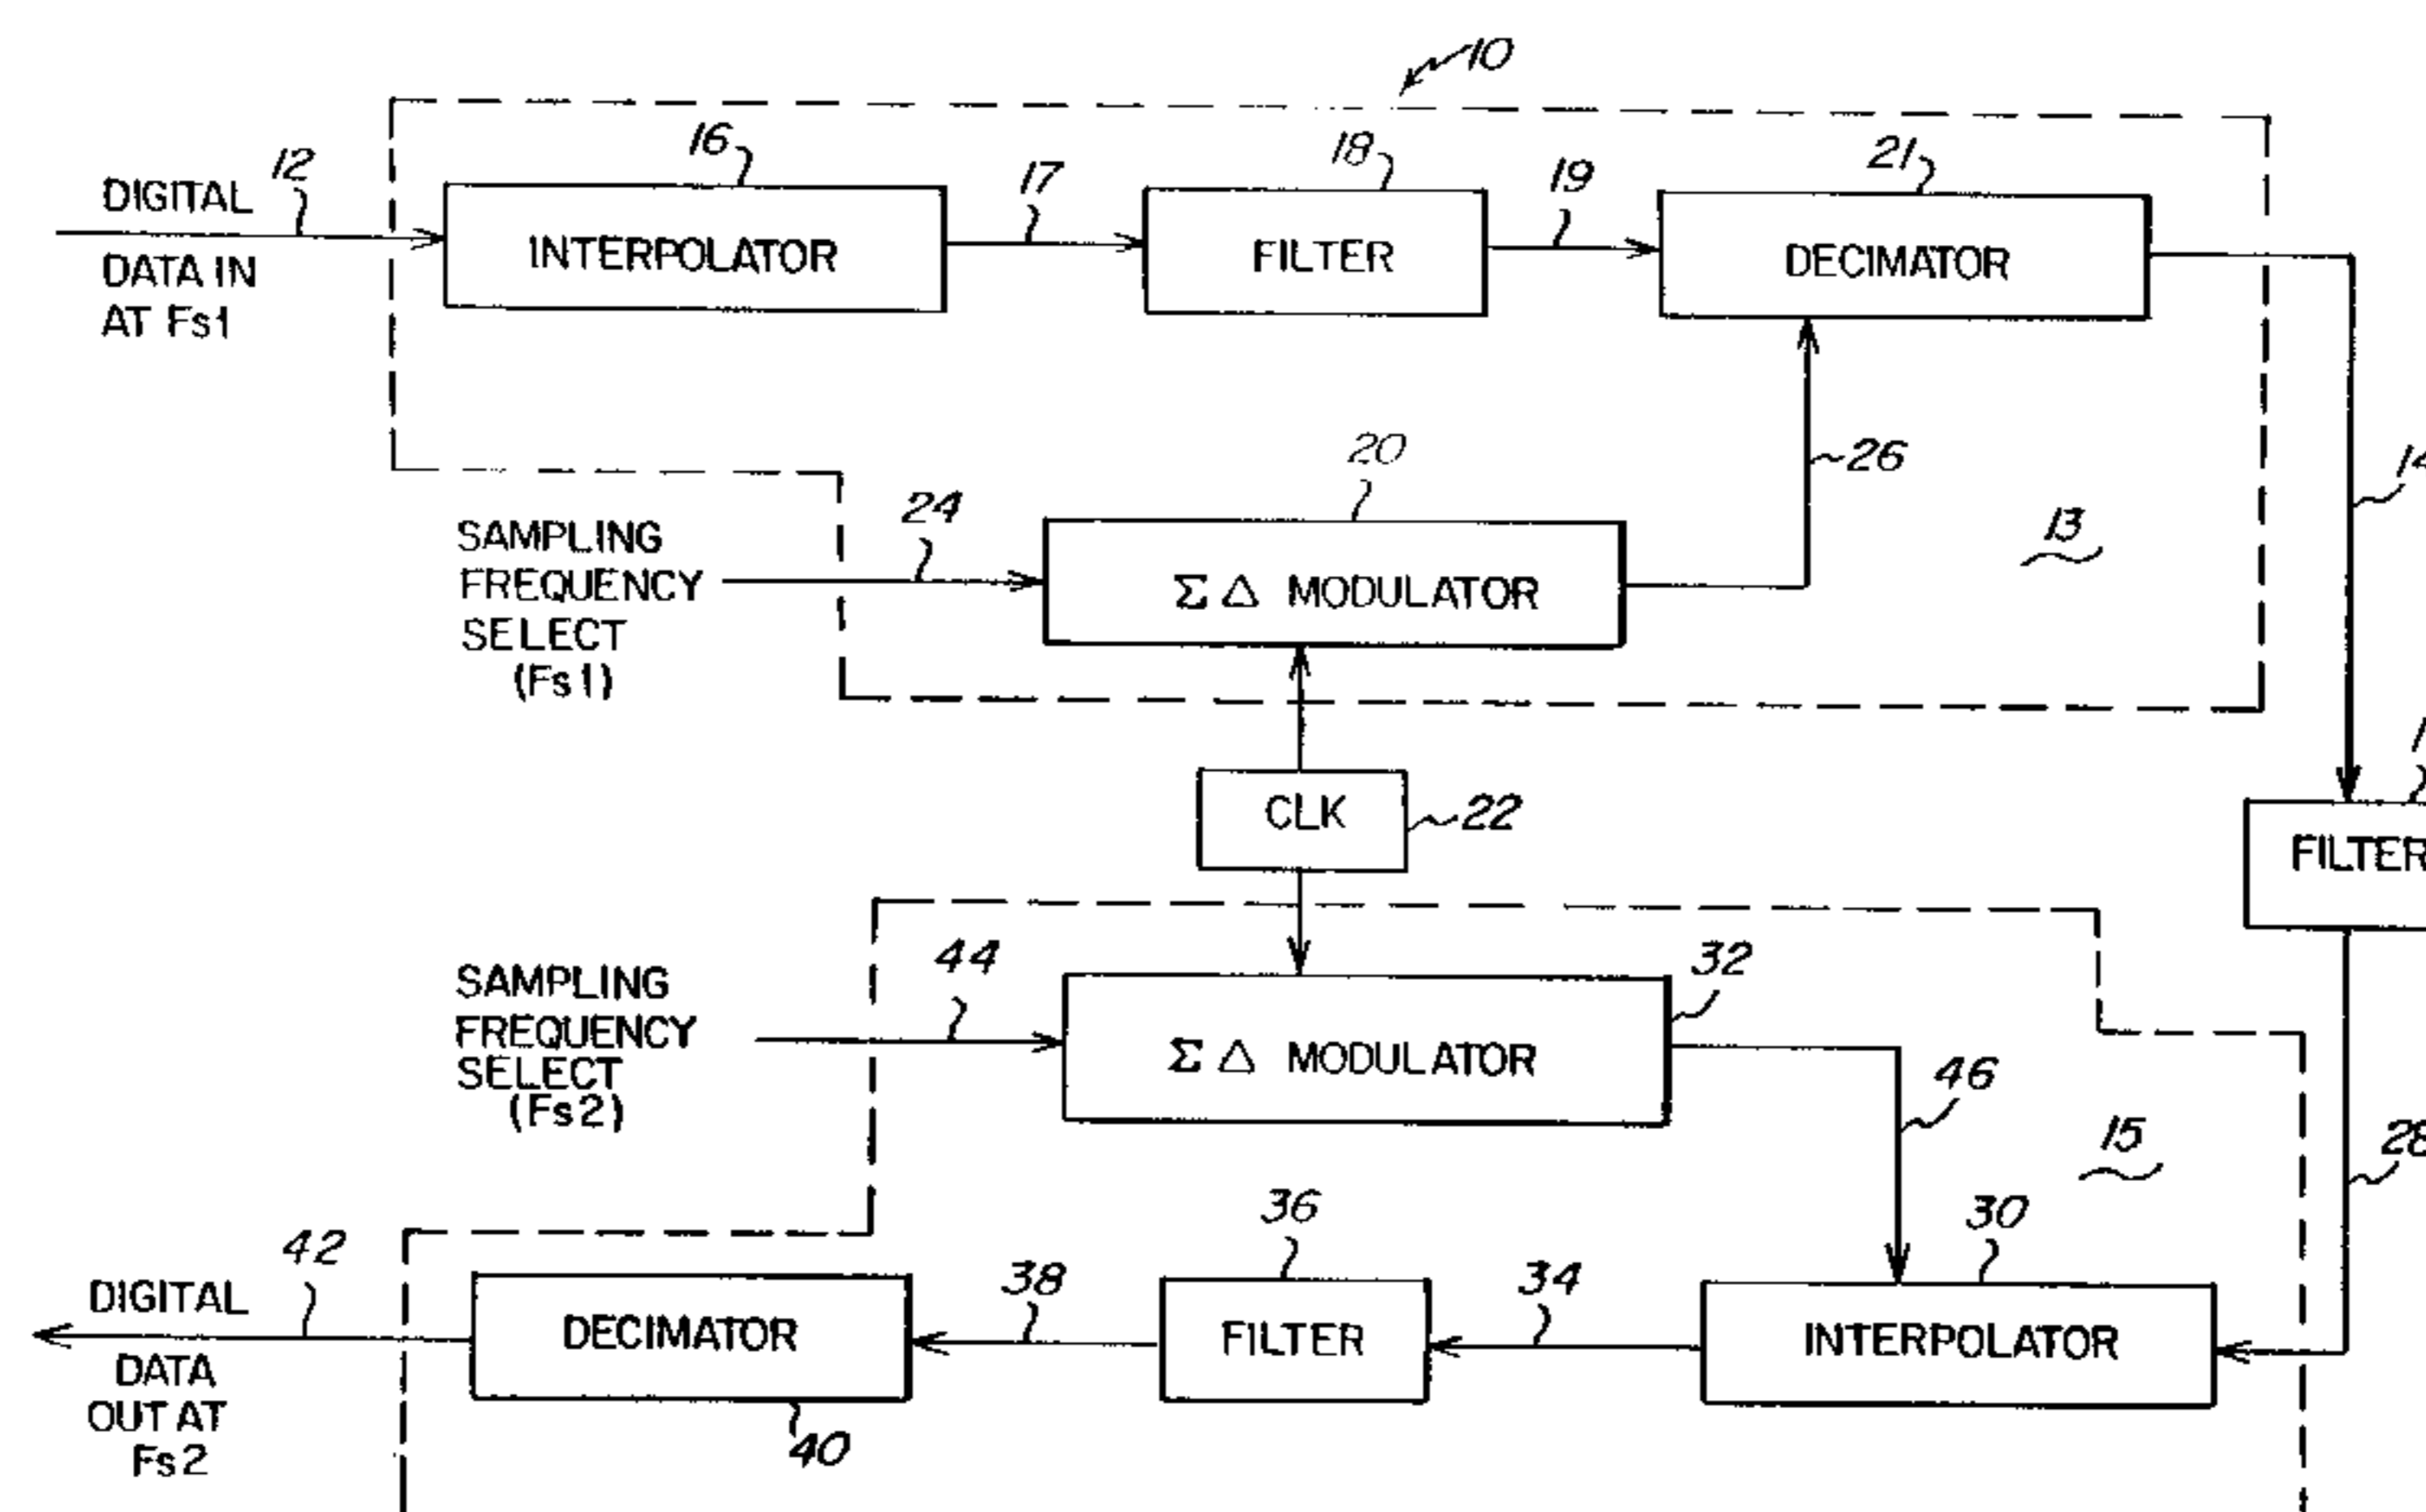 10
16
18
21
12
17
19
DIGITAL
DATA IN
AT Fs1
INTERPOLATOR
FILTER
DECIMATOR
20
26
24
13
SAMPLING
FREQUENCY
SELECT
(Fs1)
Σ Δ MODULATOR
CLK
22
FILTER
44
32
SAMPLING
FREQUENCY
SELECT
(Fs2)
Σ Δ MODULATOR
46
15
28
36
30
42
38
34
DIGITAL
DATA
OUT AT
Fs2
DECIMATOR
FILTER
INTERPOLATOR
40